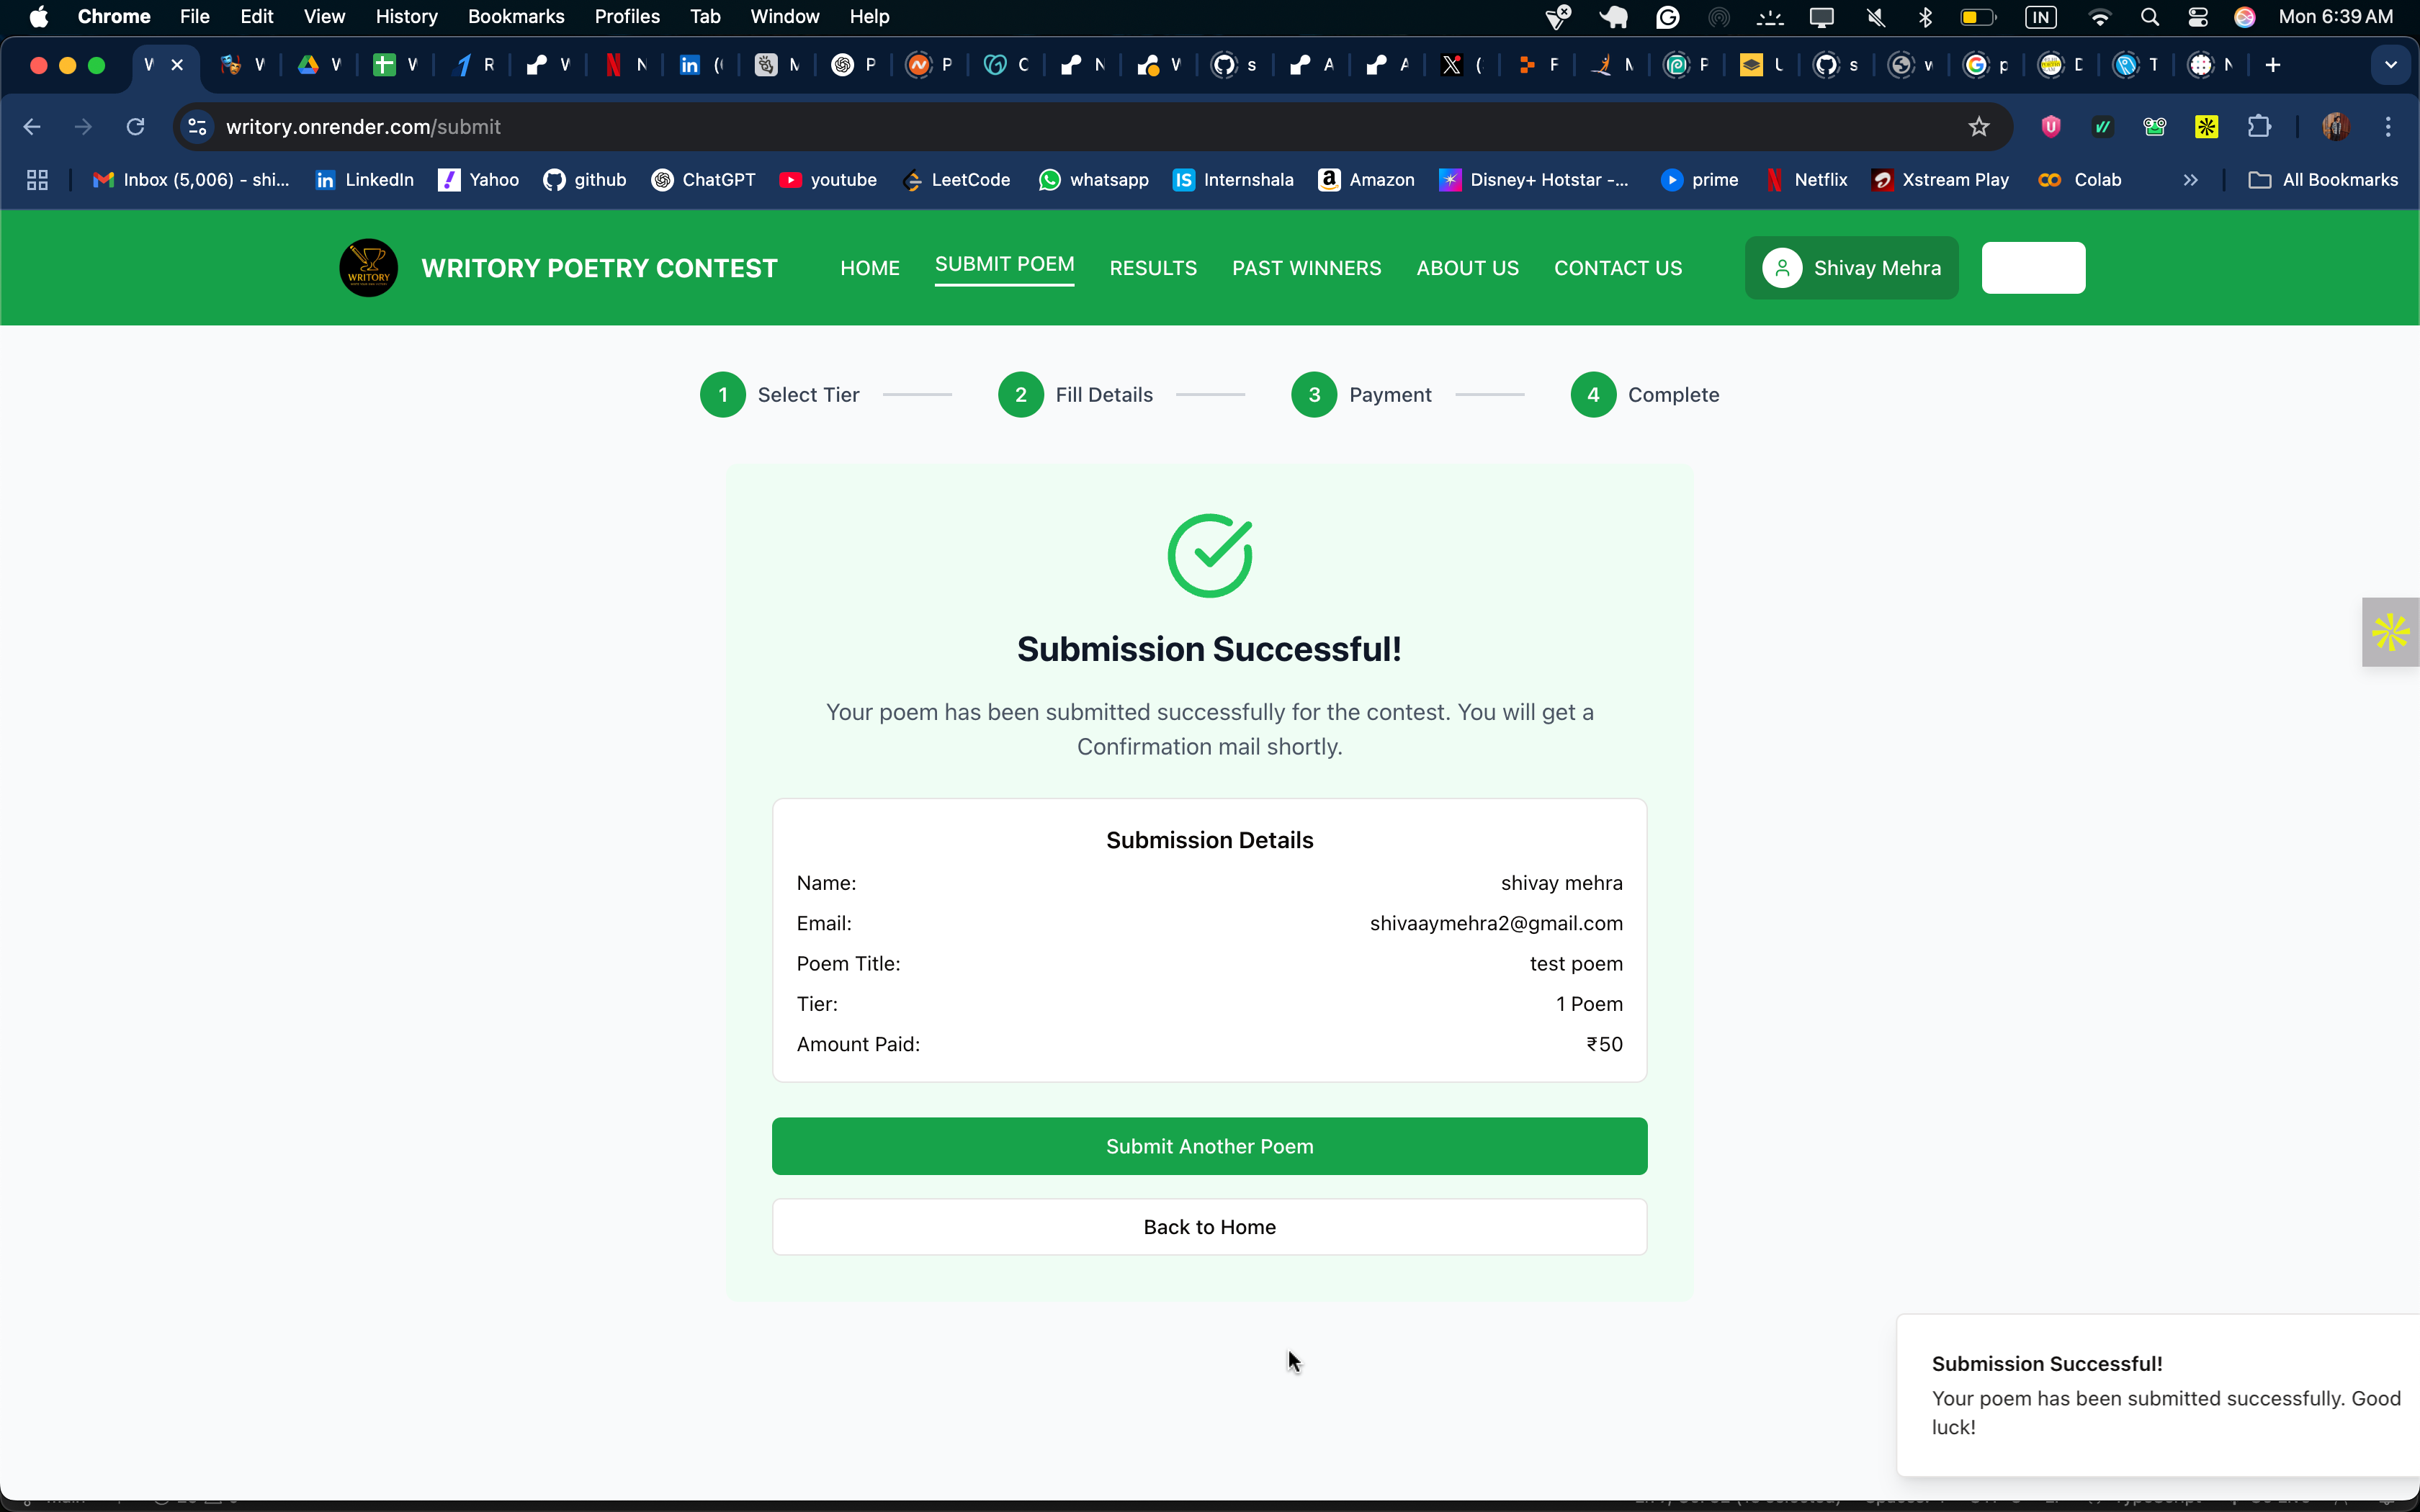 Chrome File Edit View History Bookmarks Profiles Tab Window Help IN Mon 6:39 AM
writory.onrender.com/submit
Inbox (5,006) - shi... LinkedIn Yahoo github ChatGPT youtube LeetCode whatsapp Internshala Amazon Disney+ Hotstar -... prime Netflix Xstream Play Colab All Bookmarks
WRITORY
WRITORY POETRY CONTEST HOME SUBMIT POEM RESULTS PAST WINNERS ABOUT US CONTACT US Shivay Mehra
1 Select Tier 2 Fill Details 3 Payment 4 Complete
Submission Successful!
Your poem has been submitted successfully for the contest. You will get a
Confirmation mail shortly.
Submission Details
Name: shivay mehra
Email: shivaaymehra2@gmail.com
Poem Title: test poem
Tier: 1 Poem
Amount Paid: ₹50
Submit Another Poem
Back to Home
Submission Successful!
Your poem has been submitted successfully. Good
luck!